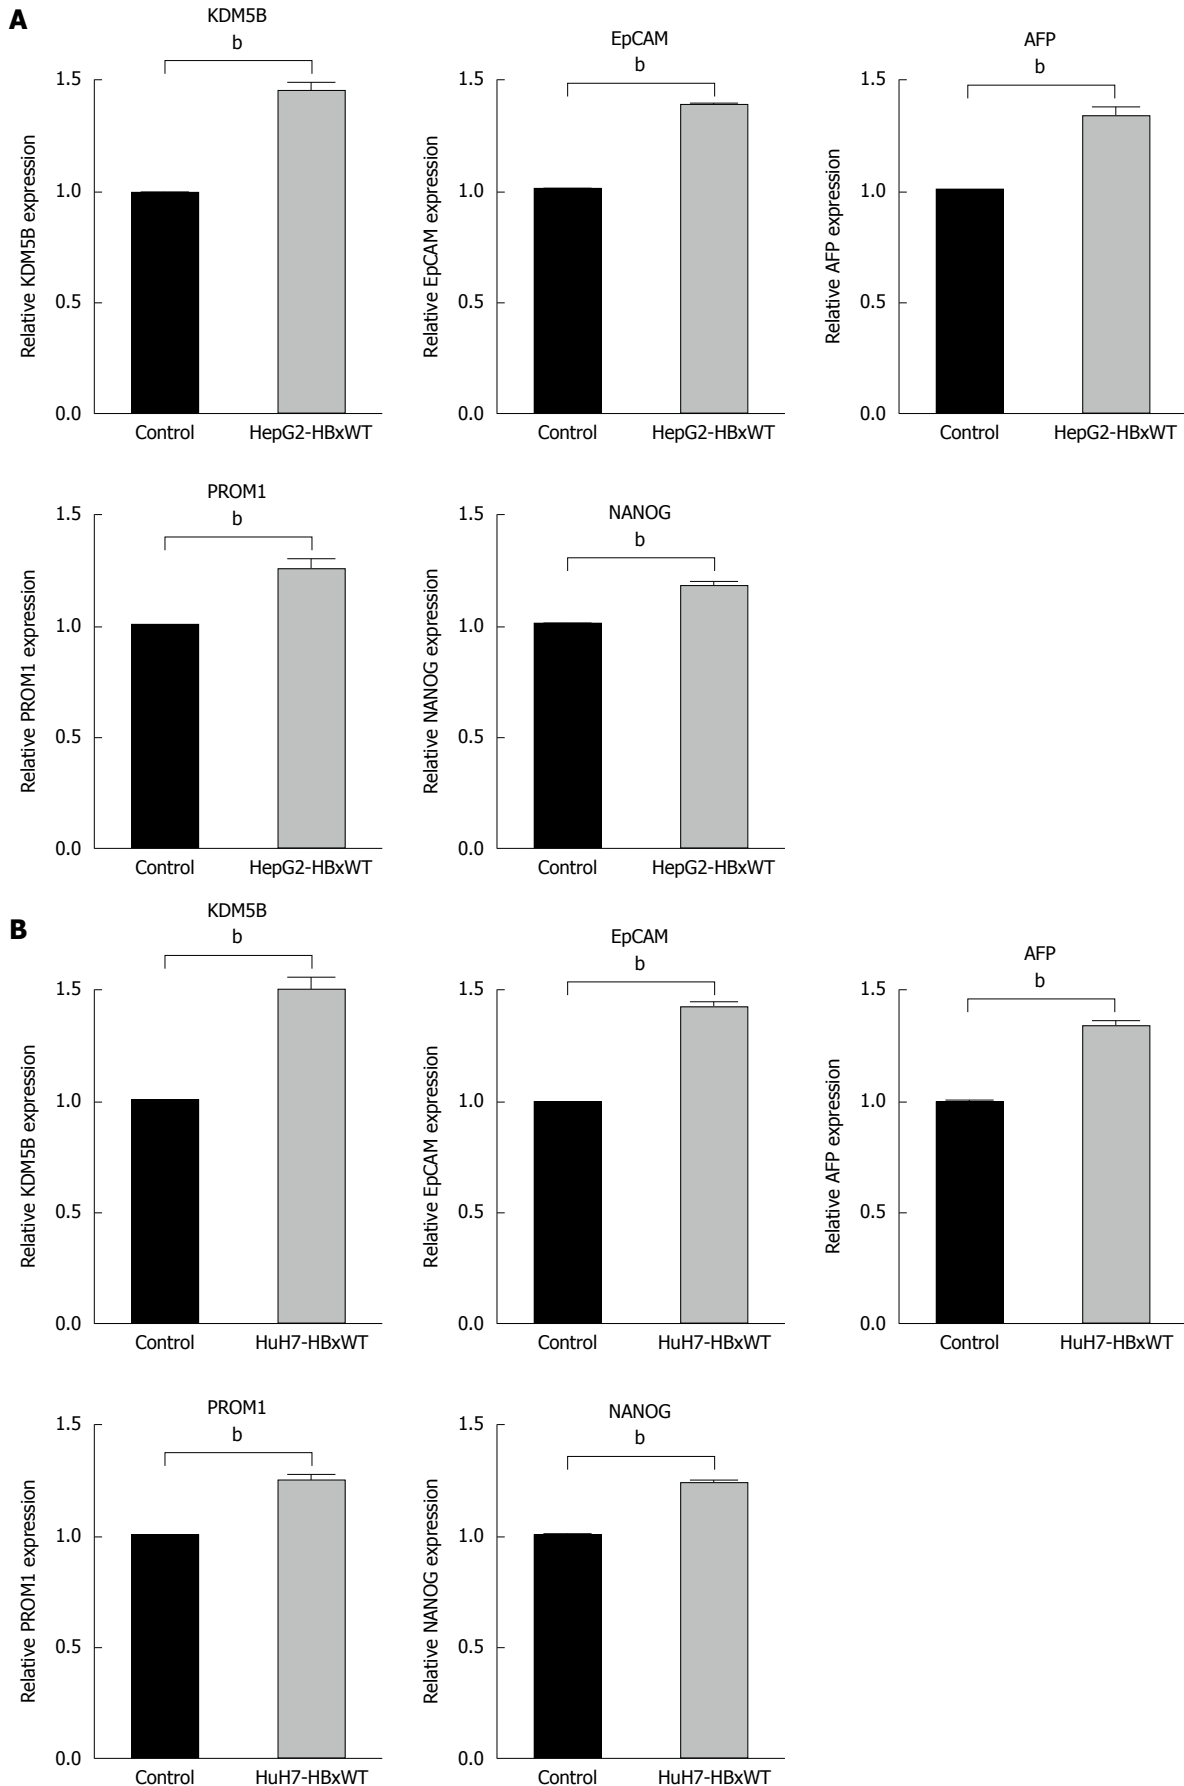 A
KDM5B
b
Relative KDM5B expression
1.5
1.0
0.5
0.0
Control HepG2-HBxWT
EpCAM
b
Relative EpCAM expression
1.5
1.0
0.5
0.0
Control HepG2-HBxWT
AFP
b
Relative AFP expression
1.5
1.0
0.5
0.0
Control HepG2-HBxWT
PROM1
b
Relative PROM1 expression
1.5
1.0
0.5
0.0
Control HepG2-HBxWT
NANOG
b
Relative NANOG expression
1.5
1.0
0.5
0.0
Control HepG2-HBxWT
B
KDM5B
b
Relative KDM5B expression
1.5
1.0
0.5
0.0
Control HuH7-HBxWT
EpCAM
b
Relative EpCAM expression
1.5
1.0
0.5
0.0
Control HuH7-HBxWT
AFP
b
Relative AFP expression
1.5
1.0
0.5
0.0
Control HuH7-HBxWT
PROM1
b
Relative PROM1 expression
1.5
1.0
0.5
0.0
Control HuH7-HBxWT
NANOG
b
Relative NANOG expression
1.5
1.0
0.5
0.0
Control HuH7-HBxWT